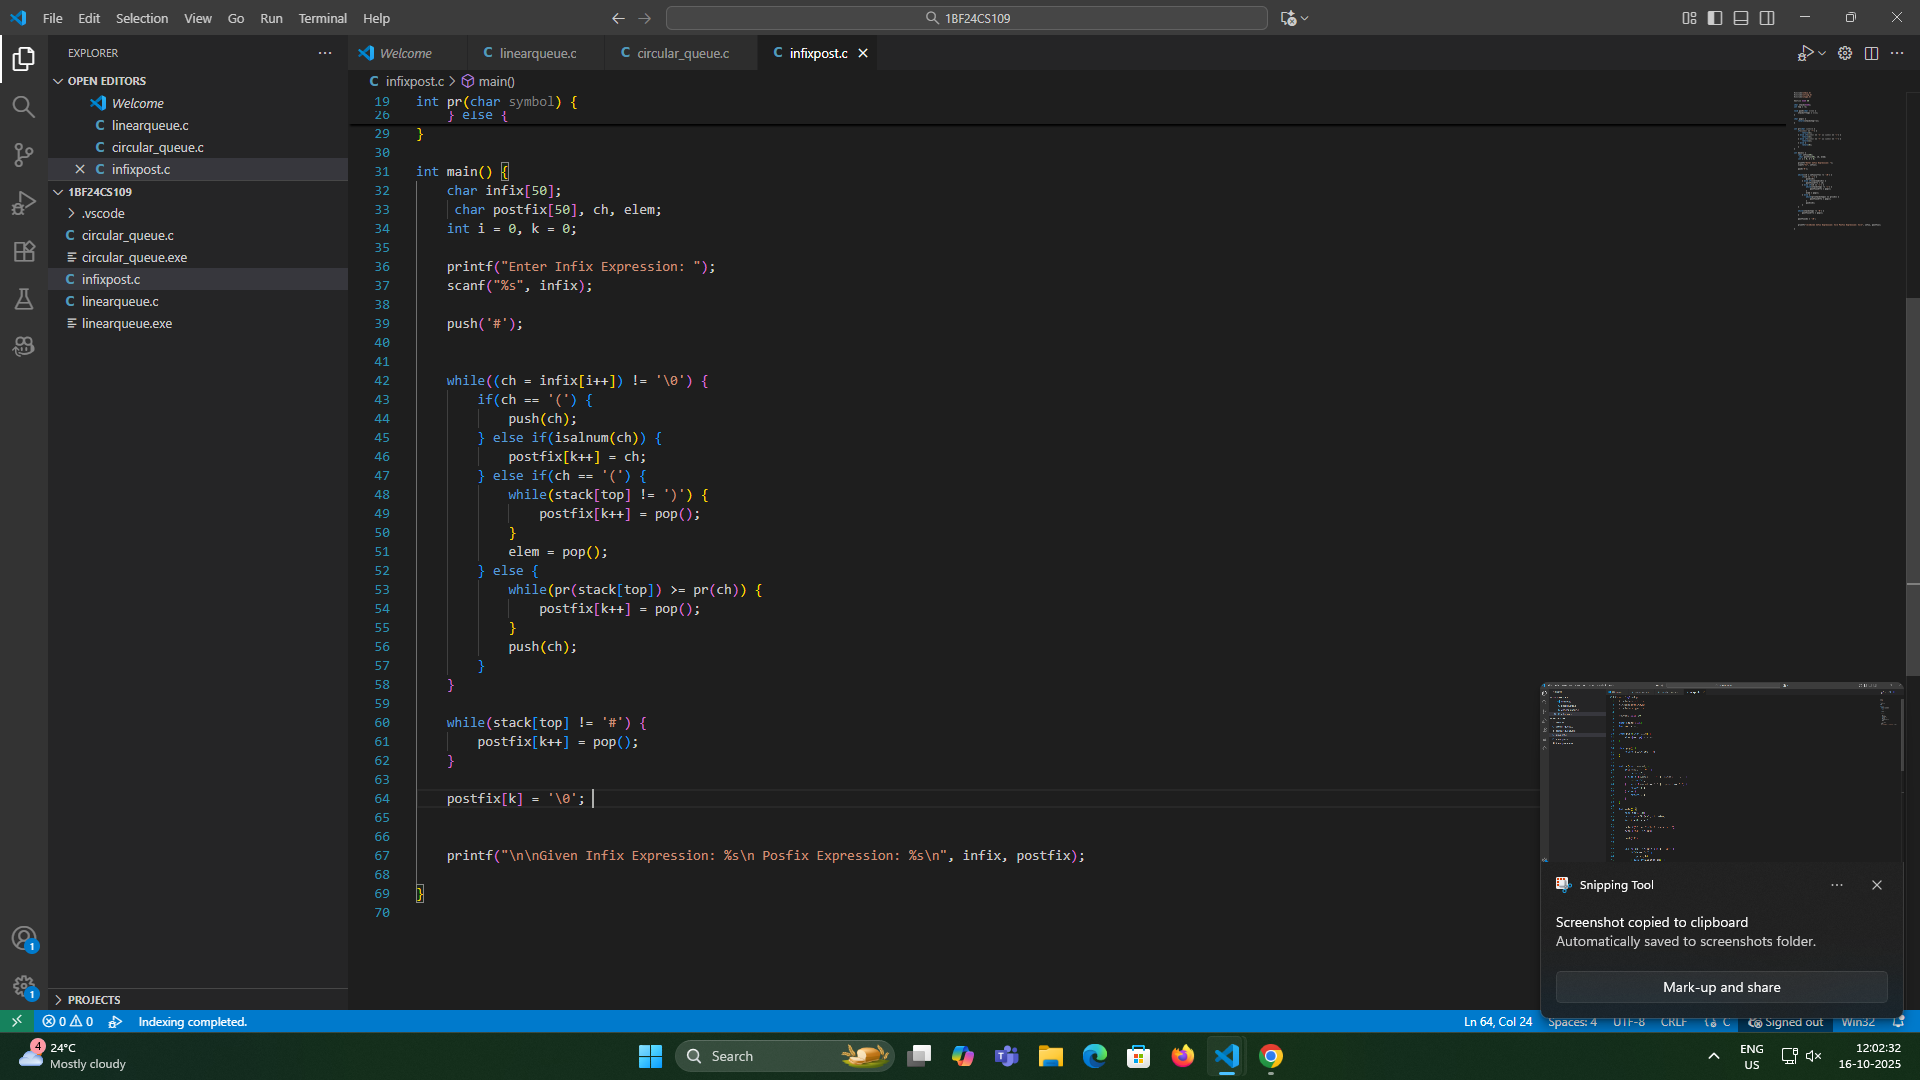 File Edit Selection View Go Run Terminal Help
1BF24CS109
EXPLORER
OPEN EDITORS
Welcome
linearqueue.c
circular_queue.c
infixpost.c
1BF24CS109
.vscode
circular_queue.c
circular_queue.exe
infixpost.c
linearqueue.c
linearqueue.exe
PROJECTS
Welcome linearqueue.c circular_queue.c infixpost.c
infixpost.c > main()
19 int pr(char symbol) {
26 } else {
29 }
30
31 int main() {
32 char infix[50];
33 char postfix[50], ch, elem;
34 int i = 0, k = 0;
35
36 printf("Enter Infix Expression: ");
37 scanf("%s", infix);
38
39 push('#');
40
41
42 while((ch = infix[i++]) != '\0') {
43 if(ch == '(') {
44 push(ch);
45 } else if(isalnum(ch)) {
46 postfix[k++] = ch;
47 } else if(ch == '(') {
48 while(stack[top] != ')') {
49 postfix[k++] = pop();
50 }
51 elem = pop();
52 } else {
53 while(pr(stack[top]) >= pr(ch)) {
54 postfix[k++] = pop();
55 }
56 push(ch);
57 }
58 }
59
60 while(stack[top] != '#') {
61 postfix[k++] = pop();
62 }
63
64 postfix[k] = '\0';
65
66
67 printf("\n\nGiven Infix Expression: %s\n Posfix Expression: %s\n", infix, postfix);
68
69 }
70
Snipping Tool
Screenshot copied to clipboard
Automatically saved to screenshots folder.
Mark-up and share
1
1
0 0 Indexing completed.
Ln 64, Col 24 Spaces: 4 UTF-8 CRLF C Signed out Win32
4
24°C
Mostly cloudy
Search
ENG
US
12:02:32
16-10-2025